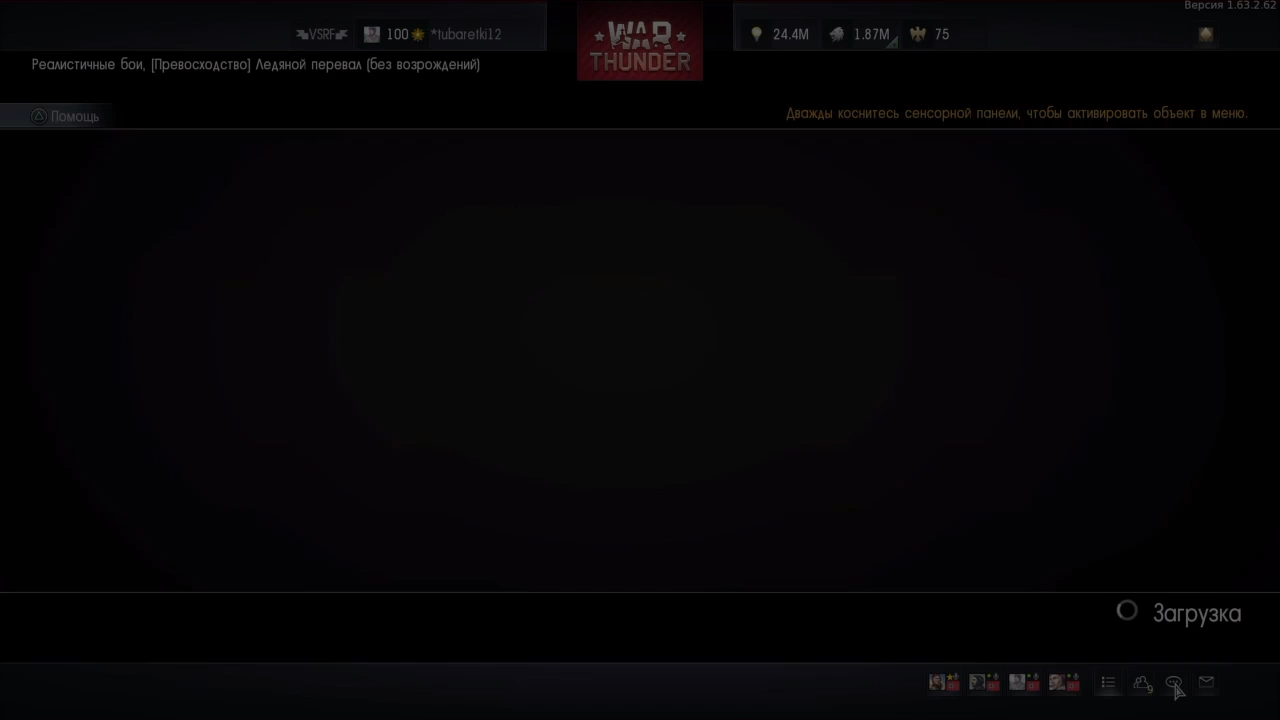 Версия 1.63.2.62
VSRF 100 *tubaretki12
WAR THUNDER
24.4M 1.87M 75
Реалистичные бои, [Превосходство] Ледяной перевал (без возрождений)
Помощь
Дважды коснитесь сенсорной панели, чтобы активировать объект в меню.
Загрузка
9